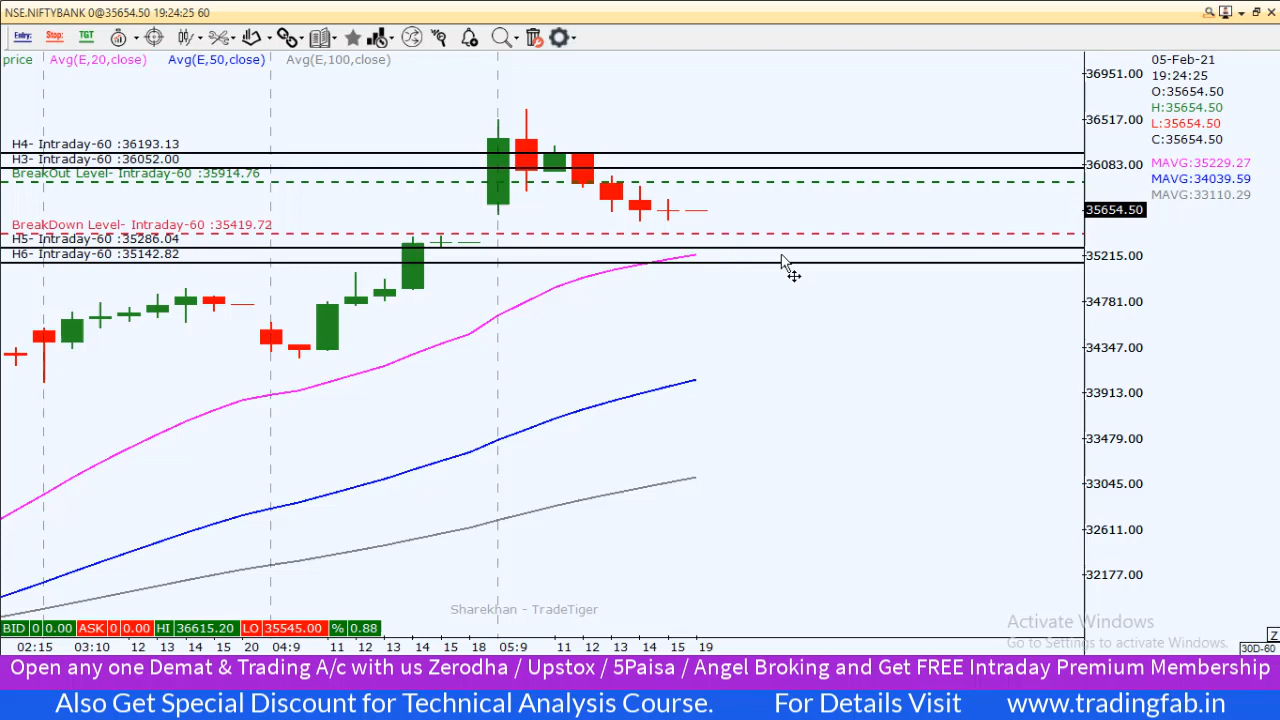 NSE.NIFTYBANK 0@35654.50 19:24:25 60
Entry: Stop: TGT
price Avg(E,20,close) Avg(E,50,close) Avg(E,100,close)
05-Feb-21
19:24:25
O:35654.50
H:35654.50
L:35654.50
C:35654.50
MAVG:35229.27
MAVG:34039.59
MAVG:33110.29
36951.00
36517.00
36083.00
35654.50
35215.00
34781.00
34347.00
33913.00
33479.00
33045.00
32611.00
32177.00
H4- Intraday-60 :36193.13
H3- Intraday-60 :36052.00
BreakOut Level- Intraday-60 :35914.76
BreakDown Level- Intraday-60 :35419.72
H5- Intraday-60 :35286.04
H6- Intraday-60 :35142.82
Sharekhan - TradeTiger
Activate Windows
Go to Settings to activate Windows.
BID 0 0.00 ASK 0 0.00 HI 36615.20 LO 35545.00 % 0.88
Z
02:15 03:10 12 13 14 15 20 04:9 11 12 13 14 15 18 05:9 11 12 13 14 15 19 30D-60
Open any one Demat & Trading A/c with us Zerodha / Upstox / 5Paisa / Angel Broking and Get FREE Intraday Premium Membership
Also Get Special Discount for Technical Analysis Course. For Details Visit www.tradingfab.in